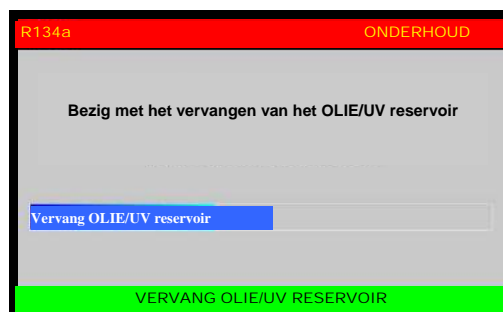 R134a ONDERHOUD
Bezig met het vervangen van het OLIE/UV reservoir
Vervang OLIE/UV reservoir
VERVANG OLIE/UV RESERVOIR